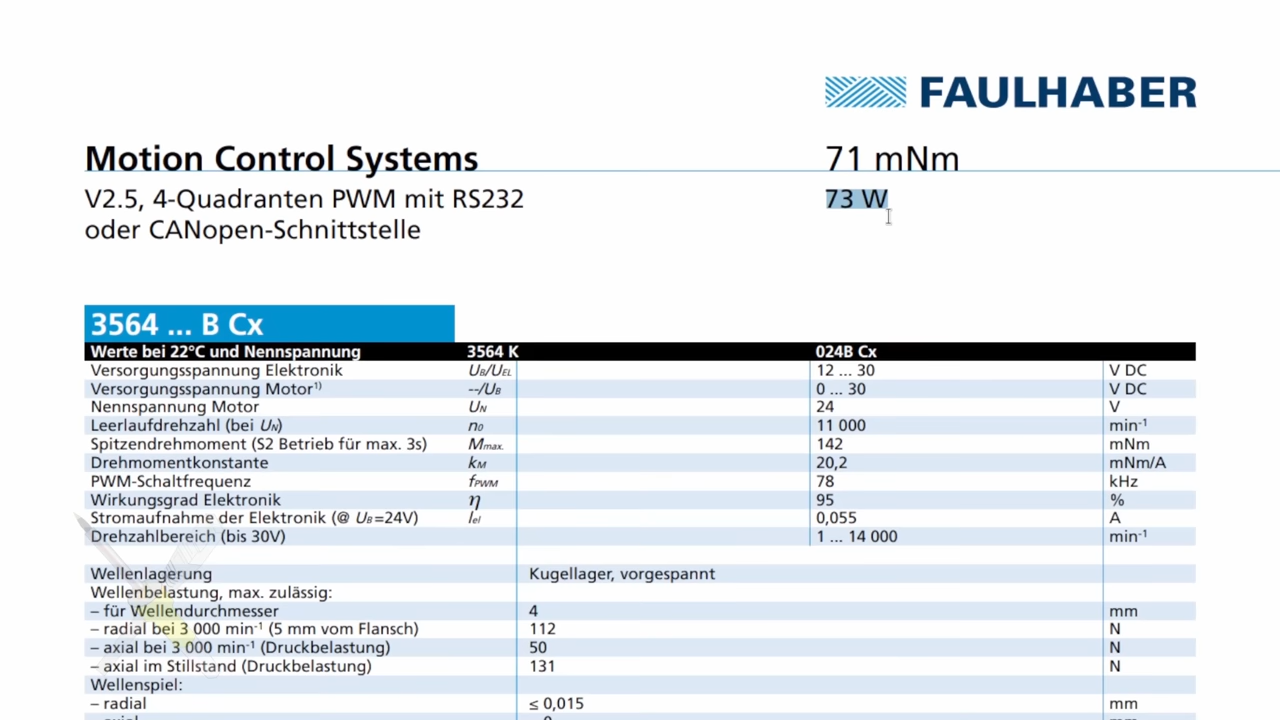 FAULHABER
Motion Control Systems 71 mNm
V2.5, 4-Quadranten PWM mit RS232 73 W
oder CANopen-Schnittstelle
3564 ... B Cx
Werte bei 22°C und Nennspannung 3564 K 024B Cx
Versorgungsspannung Elektronik UB/UEL 12 ... 30 V DC
Versorgungsspannung Motor¹⁾ --/UB 0 ... 30 V DC
Nennspannung Motor UN 24 V
Leerlaufdrehzahl (bei UN) n0 11 000 min⁻¹
Spitzendrehmoment (S2 Betrieb für max. 3s) Mmax. 142 mNm
Drehmomentkonstante kM 20,2 mNm/A
PWM-Schaltfrequenz fPWM 78 kHz
Wirkungsgrad Elektronik η 95 %
Stromaufnahme der Elektronik (@ UB=24V) Iel 0,055 A
Drehzahlbereich (bis 30V) 1 ... 14 000 min⁻¹
Wellenlagerung Kugellager, vorgespannt
Wellenbelastung, max. zulässig:
– für Wellendurchmesser 4 mm
– radial bei 3 000 min⁻¹ (5 mm vom Flansch) 112 N
– axial bei 3 000 min⁻¹ (Druckbelastung) 50 N
– axial im Stillstand (Druckbelastung) 131 N
Wellenspiel:
– radial ≤ 0,015 mm